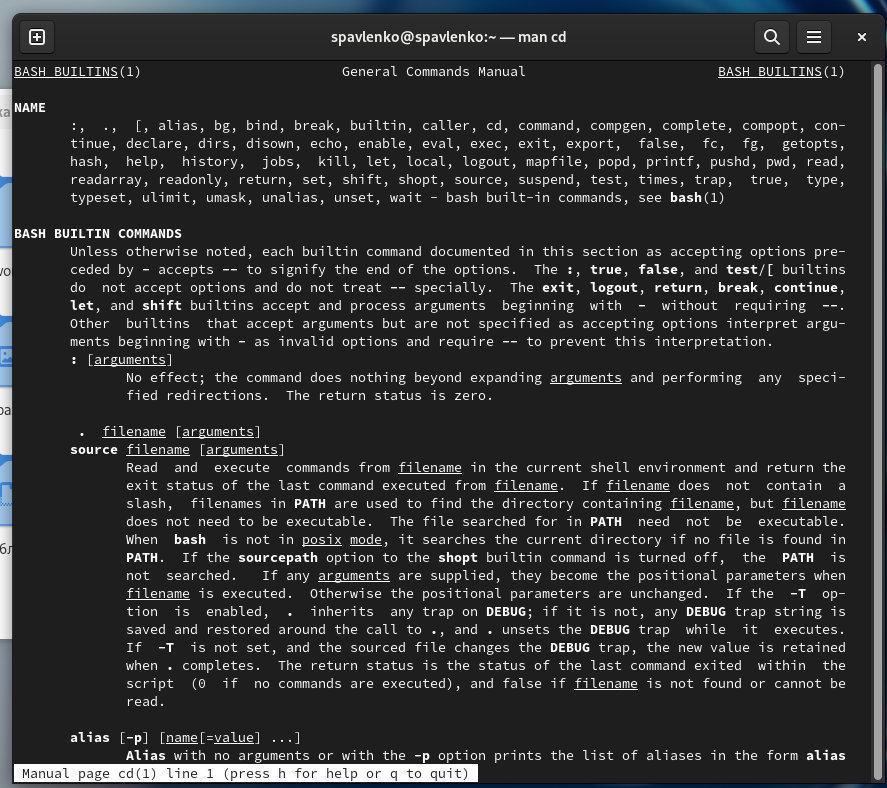 spavlenko@spavlenko:~ — man cd
BASH BUILTINS(1) General Commands Manual BASH BUILTINS(1)
NAME
:, ., [, alias, bg, bind, break, builtin, caller, cd, command, compgen, complete, compopt, con-
tinue, declare, dirs, disown, echo, enable, eval, exec, exit, export, false, fc, fg, getopts,
hash, help, history, jobs, kill, let, local, logout, mapfile, popd, printf, pushd, pwd, read,
readarray, readonly, return, set, shift, shopt, source, suspend, test, times, trap, true, type,
typeset, ulimit, umask, unalias, unset, wait - bash built-in commands, see bash(1)
BASH BUILTIN COMMANDS
Unless otherwise noted, each builtin command documented in this section as accepting options pre-
ceded by - accepts -- to signify the end of the options. The :, true, false, and test/[ builtins
do not accept options and do not treat -- specially. The exit, logout, return, break, continue,
let, and shift builtins accept and process arguments beginning with - without requiring --.
Other builtins that accept arguments but are not specified as accepting options interpret argu-
ments beginning with - as invalid options and require -- to prevent this interpretation.
: [arguments]
No effect; the command does nothing beyond expanding arguments and performing any speci-
fied redirections. The return status is zero.
. filename [arguments]
source filename [arguments]
Read and execute commands from filename in the current shell environment and return the
exit status of the last command executed from filename. If filename does not contain a
slash, filenames in PATH are used to find the directory containing filename, but filename
does not need to be executable. The file searched for in PATH need not be executable.
When bash is not in posix mode, it searches the current directory if no file is found in
PATH. If the sourcepath option to the shopt builtin command is turned off, the PATH is
not searched. If any arguments are supplied, they become the positional parameters when
filename is executed. Otherwise the positional parameters are unchanged. If the -T op-
tion is enabled, . inherits any trap on DEBUG; if it is not, any DEBUG trap string is
saved and restored around the call to ., and . unsets the DEBUG trap while it executes.
If -T is not set, and the sourced file changes the DEBUG trap, the new value is retained
when . completes. The return status is the status of the last command exited within the
script (0 if no commands are executed), and false if filename is not found or cannot be
read.
alias [-p] [name[=value] ...]
Alias with no arguments or with the -p option prints the list of aliases in the form alias
Manual page cd(1) line 1 (press h for help or q to quit)